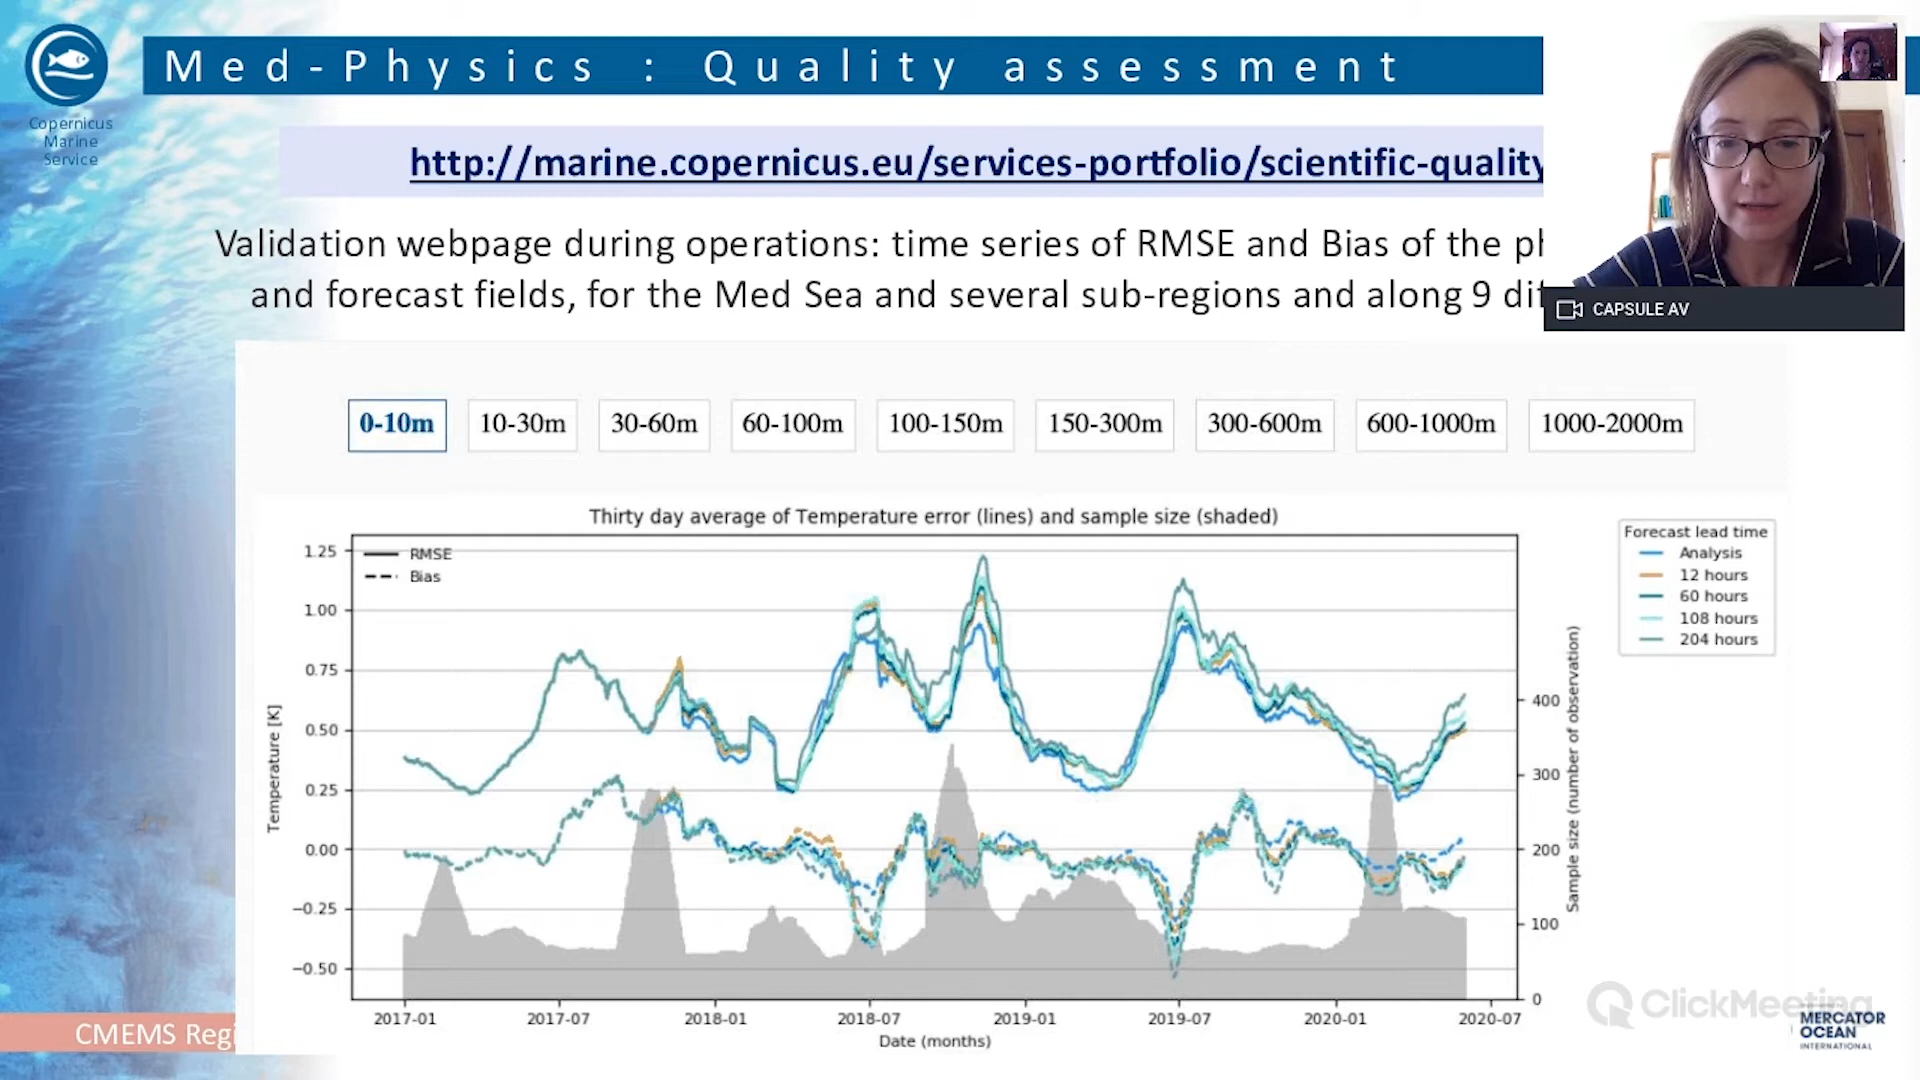 Med-Physics : Quality assessment
Copernicus
Marine
Service
http://marine.copernicus.eu/services-portfolio/scientific-quality
Validation webpage during operations: time series of RMSE and Bias of the
and forecast fields, for the Med Sea and several sub-regions and along 9
CAPSULE AV
0-10m 10-30m 30-60m 60-100m 100-150m 150-300m 300-600m 600-1000m 1000-2000m
Thirty day average of Temperature error (lines) and sample size (shaded)
RMSE
Bias
Forecast lead time
Analysis
12 hours
60 hours
108 hours
204 hours
Temperature [K]
1.25
1.00
0.75
0.50
0.25
0.00
−0.25
−0.50
Sample size (number of observation)
400
300
200
100
0
2017-01 2017-07 2018-01 2018-07 2019-01 2019-07 2020-01 2020-07
Date (months)
CMEMS
ClickMeeting
MERCATOR
OCEAN
INTERNATIONAL